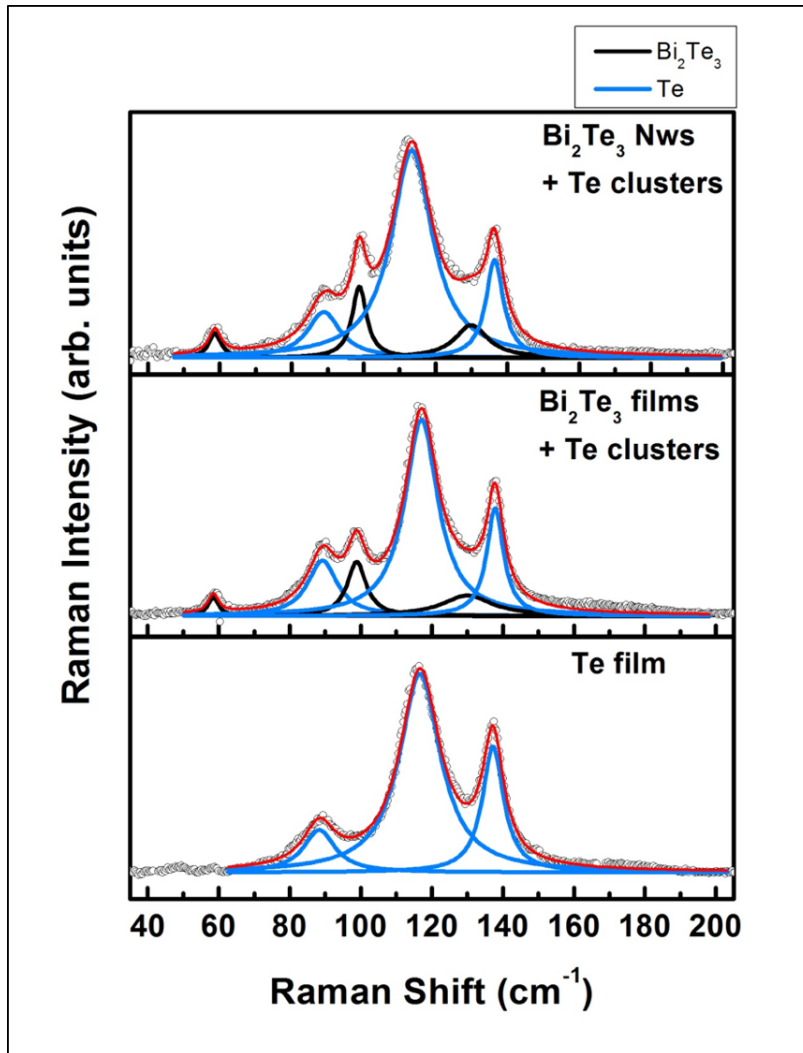 Bi₂Te₃
Te
Bi₂Te₃ Nws
+ Te clusters
Bi₂Te₃ films
+ Te clusters
Te film
Raman Intensity (arb. units)
40 60 80 100 120 140 160 180 200
Raman Shift (cm⁻¹)